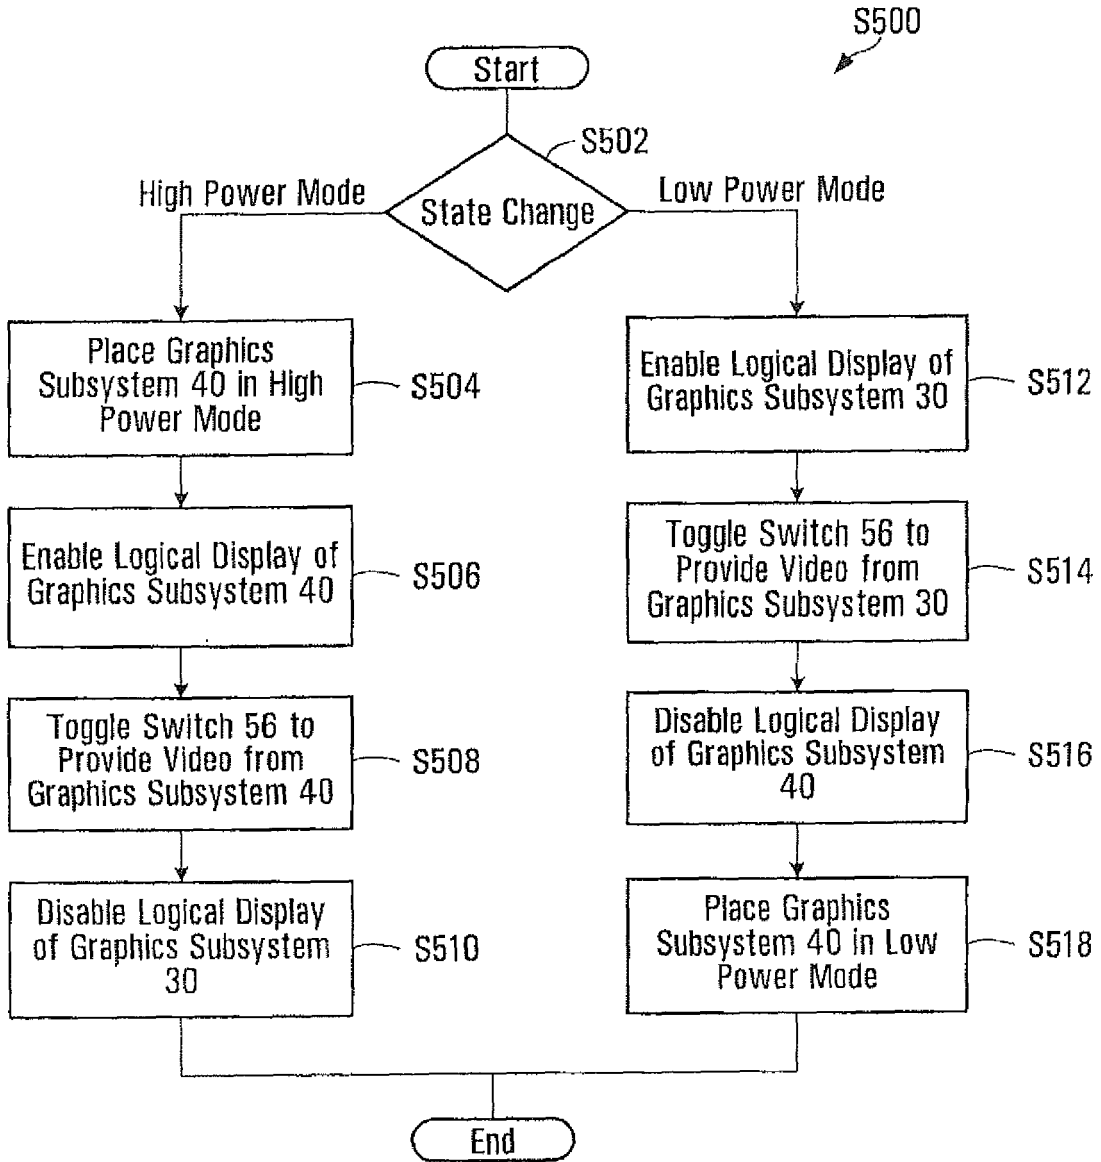 S500
Start
S502
High Power Mode
State Change
Low Power Mode
Place Graphics
Subsystem 40 in High
Power Mode
S504
Enable Logical Display of
Graphics Subsystem 40
S506
Toggle Switch 56 to
Provide Video from
Graphics Subsystem 40
S508
Disable Logical Display
of Graphics Subsystem
30
S510
Enable Logical Display of
Graphics Subsystem 30
S512
Toggle Switch 56 to
Provide Video from
Graphics Subsystem 30
S514
Disable Logical Display
of Graphics Subsystem
40
S516
Place Graphics
Subsystem 40 in Low
Power Mode
S518
End